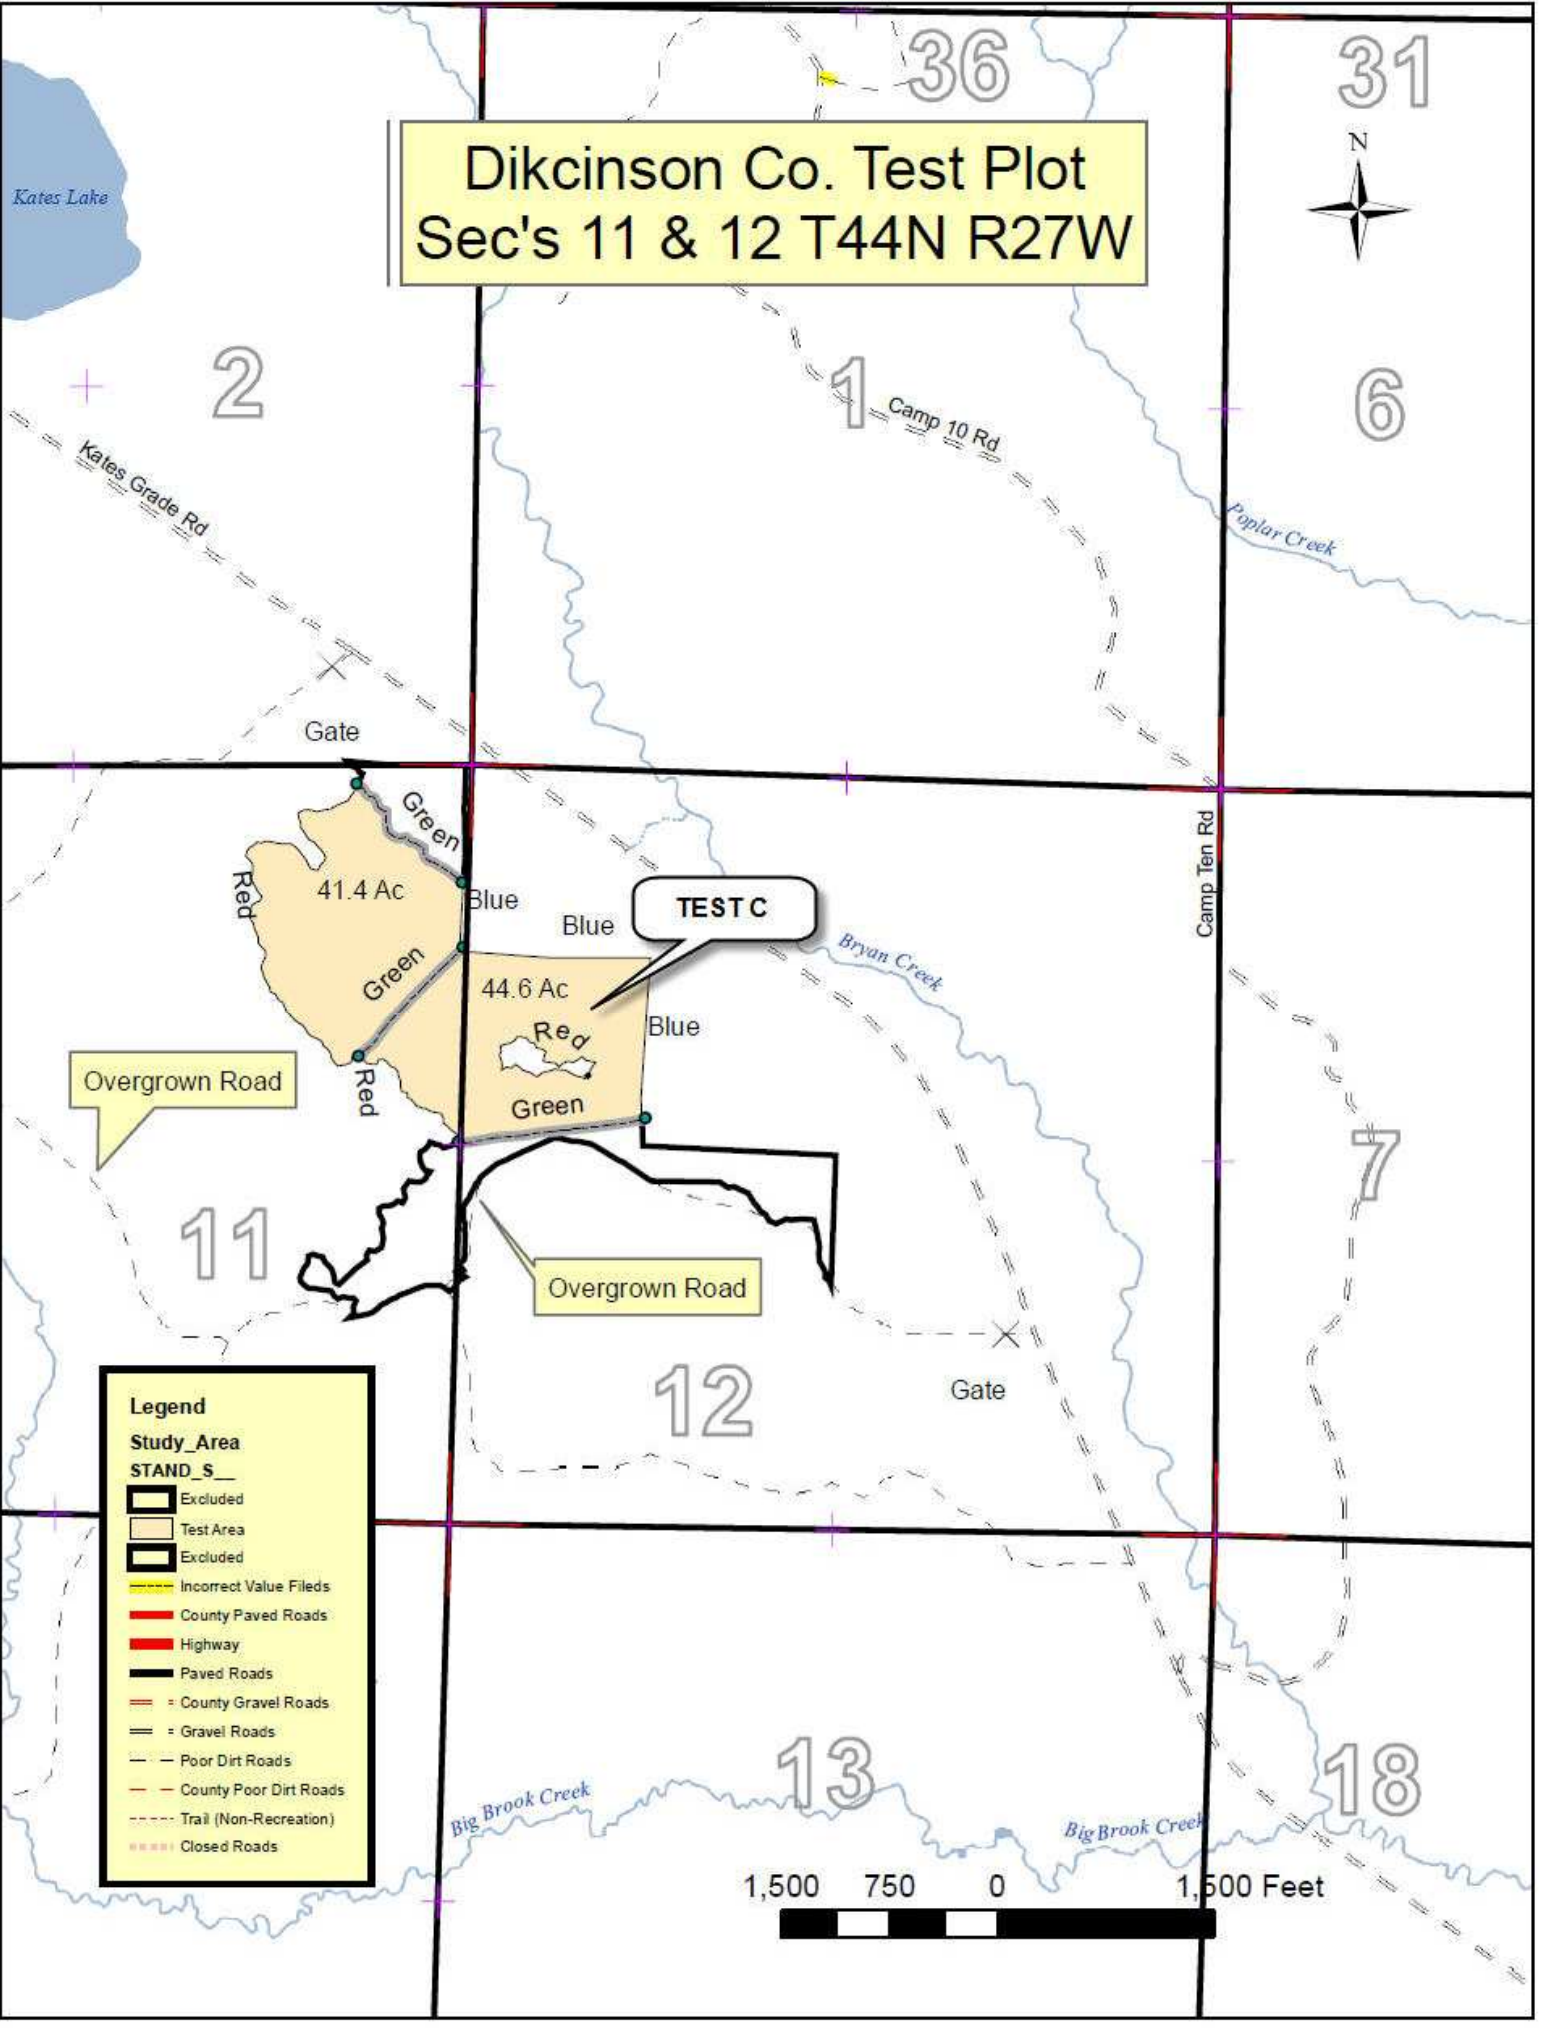 36
31
Dikcinson Co. Test Plot
Sec's 11 & 12 T44N R27W
N
Kates Lake
2
1
6
Camp 10 Rd
Kates Grade Rd
Poplar Creek
Gate
Green
Camp Ten Rd
41.4 Ac
Red
Blue
TEST C
Blue
Bryan Creek
Green
44.6 Ac
Red
Blue
Overgrown Road
Red
Green
7
11
Overgrown Road
12
Gate
Legend
Study_Area
STAND_S__
Excluded
Test Area
Excluded
Incorrect Value Fileds
County Paved Roads
Highway
Paved Roads
County Gravel Roads
Gravel Roads
Poor Dirt Roads
County Poor Dirt Roads
Trail (Non-Recreation)
Closed Roads
13
18
Big Brook Creek
Big Brook Creek
1,500 750 0 1,500 Feet